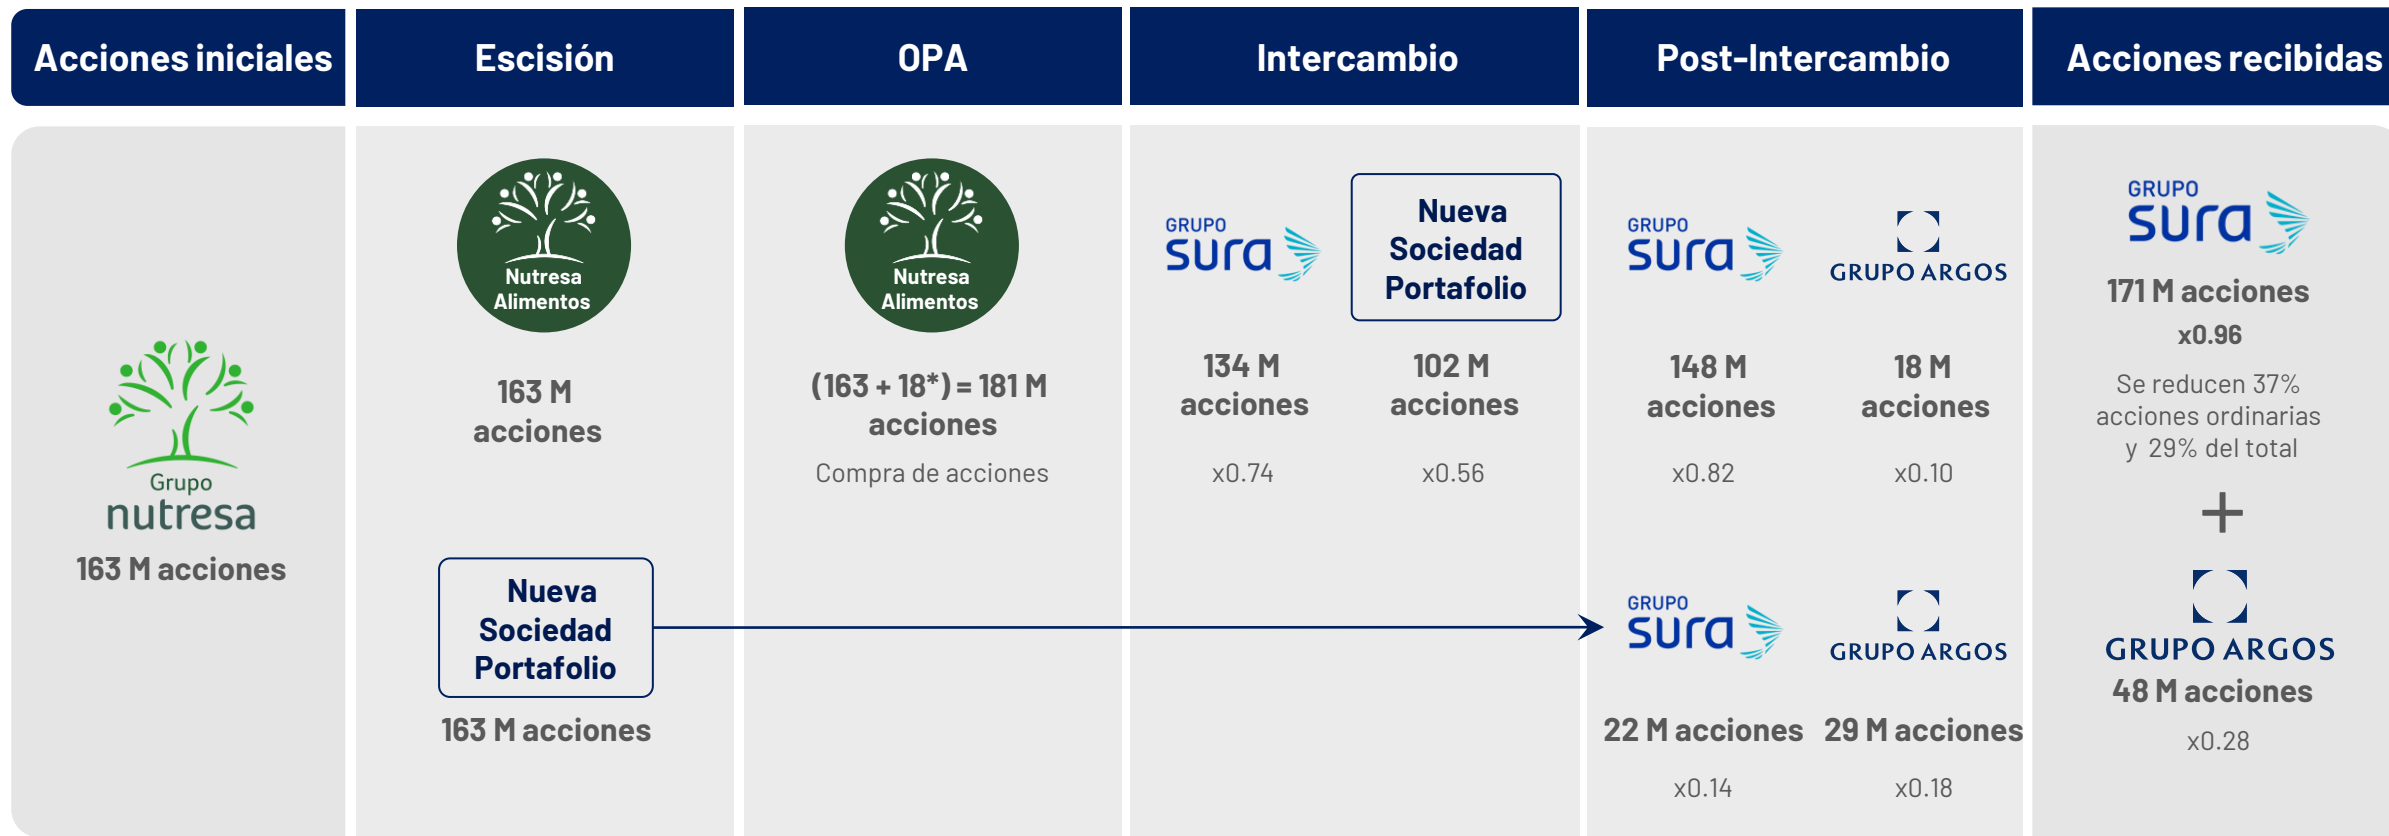 Acciones iniciales
Escisión
OPA
Intercambio
Post-Intercambio
Acciones recibidas
Grupo
nutresa
163 M acciones
Nutresa
Alimentos
163 M
acciones
Nueva
Sociedad
Portafolio
163 M acciones
Nutresa
Alimentos
(163 + 18*) = 181 M
acciones
Compra de acciones
GRUPO
sura
134 M
acciones
x0.74
Nueva
Sociedad
Portafolio
102 M
acciones
x0.56
GRUPO
sura
148 M
acciones
x0.82
GRUPO ARGOS
18 M
acciones
x0.10
GRUPO
sura
22 M acciones
x0.14
GRUPO ARGOS
29 M acciones
x0.18
GRUPO
sura
171 M acciones
x0.96
Se reducen 37%
acciones ordinarias
y 29% del total
+
GRUPO ARGOS
48 M acciones
x0.28